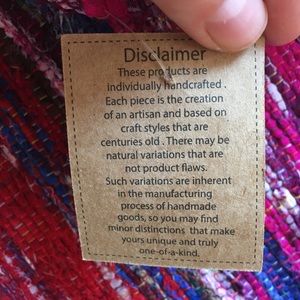 Disclaimer
These products are
individually handcrafted .
Each piece is the creation
of an artisan and based on
craft styles that are
centuries old . There may be
natural variations that are
not product flaws.
Such variations are inherent
in the manufacturing
process of handmade
goods, so you may find
minor distinctions that make
yours unique and truly
one-of-a-kind.